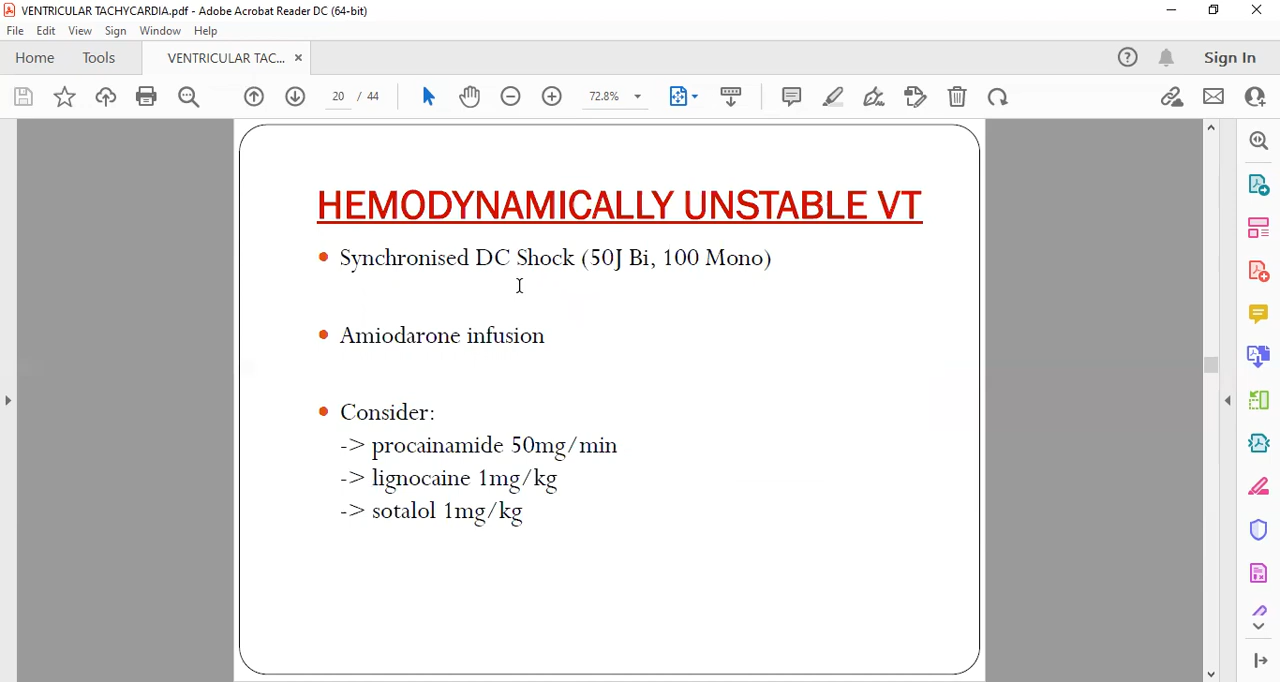 VENTRICULAR TACHYCARDIA.pdf - Adobe Acrobat Reader DC (64-bit)
File Edit View Sign Window Help
Home Tools VENTRICULAR TAC... Sign In
20 / 44 72.8%
HEMODYNAMICALLY UNSTABLE VT
• Synchronised DC Shock (50J Bi, 100 Mono)
• Amiodarone infusion
• Consider:
-> procainamide 50mg/min
-> lignocaine 1mg/kg
-> sotalol 1mg/kg